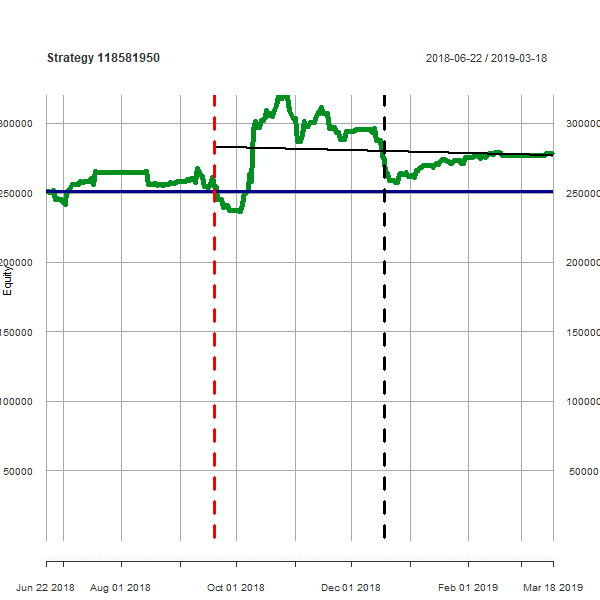 Strategy 118581950
2018-06-22 / 2019-03-18
300000
300000
250000
250000
200000
200000
Equity
150000
150000
100000
100000
50000
50000
Jun 22 2018
Aug 01 2018
Oct 01 2018
Dec 01 2018
Feb 01 2019
Mar 18 2019